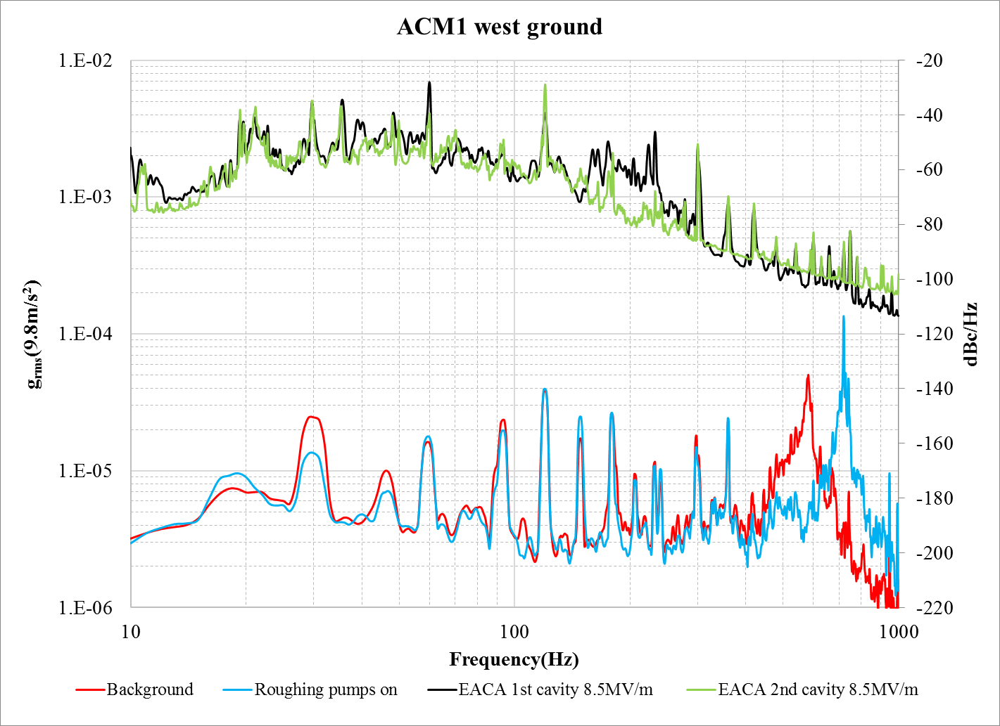 ACM1 west ground
1.E-02
1.E-03
1.E-04
1.E-05
1.E-06
g_rms(9.8m/s²)
-20
-40
-60
-80
-100
-120
-140
-160
-180
-200
-220
dBc/Hz
10 100 1000
Frequency(Hz)
Background Roughing pumps on EACA 1st cavity 8.5MV/m EACA 2nd cavity 8.5MV/m